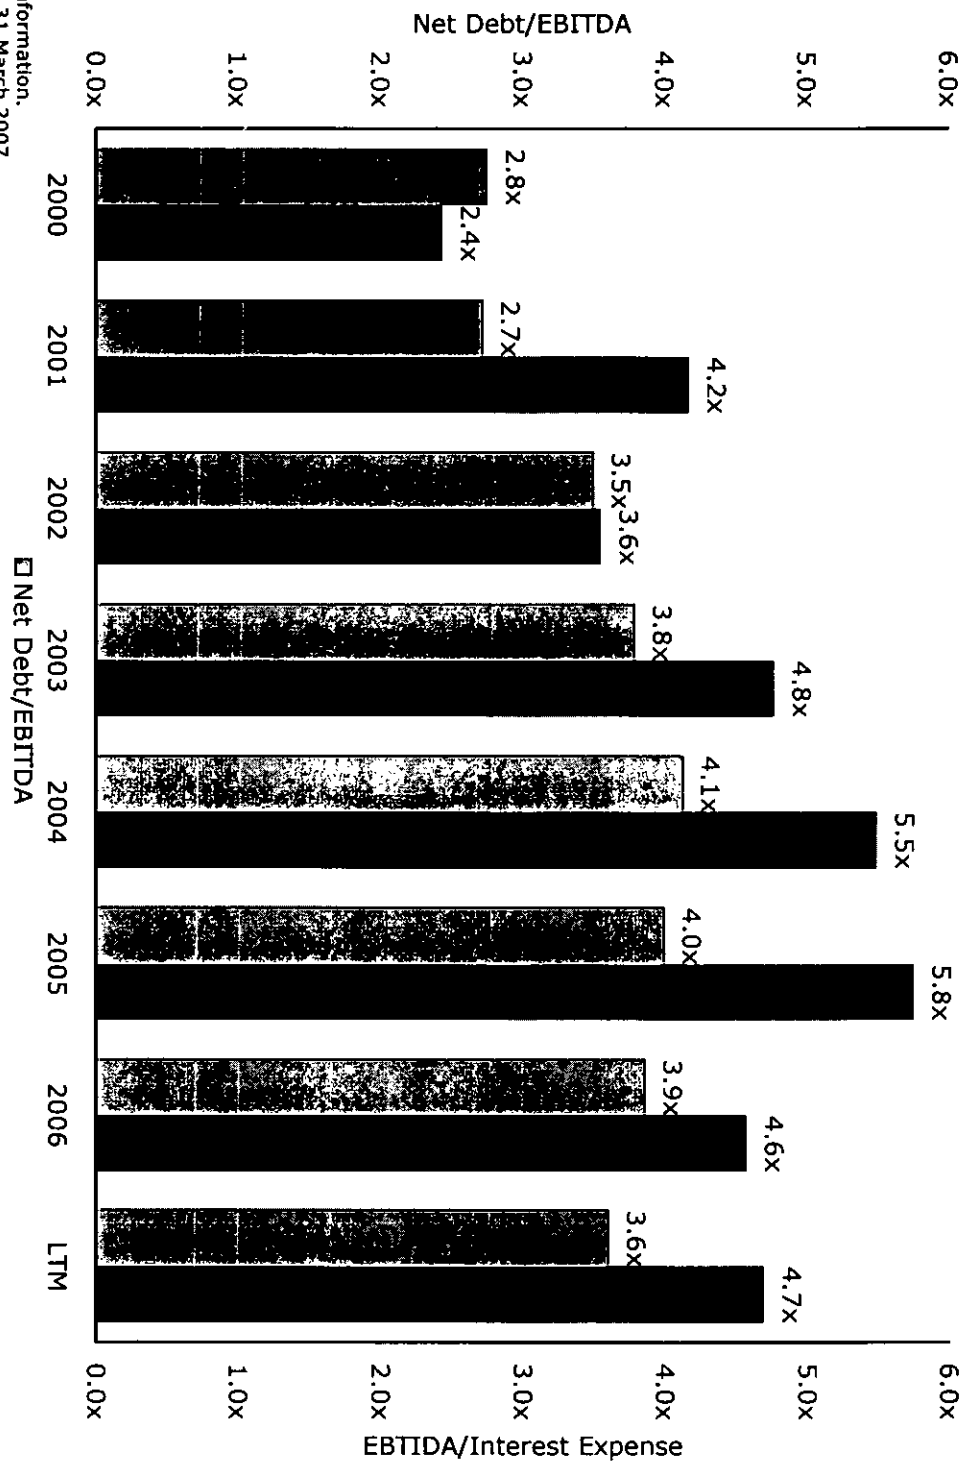 Net Debt/EBITDA
6.0x
5.0x
4.0x
3.0x
2.0x
1.0x
0.0x
2.8x
2.4x
2.7x
4.2x
3.5x
3.6x
3.8x
4.8x
4.1x
5.5x
4.0x
5.8x
3.9x
4.6x
3.6x
4.7x
6.0x
5.0x
4.0x
3.0x
2.0x
1.0x
0.0x
EBTIDA/Interest Expense
2000 2001 2002 2003 2004 2005 2006 LTM
Net Debt/EBITDA
formation.
31 March 2007